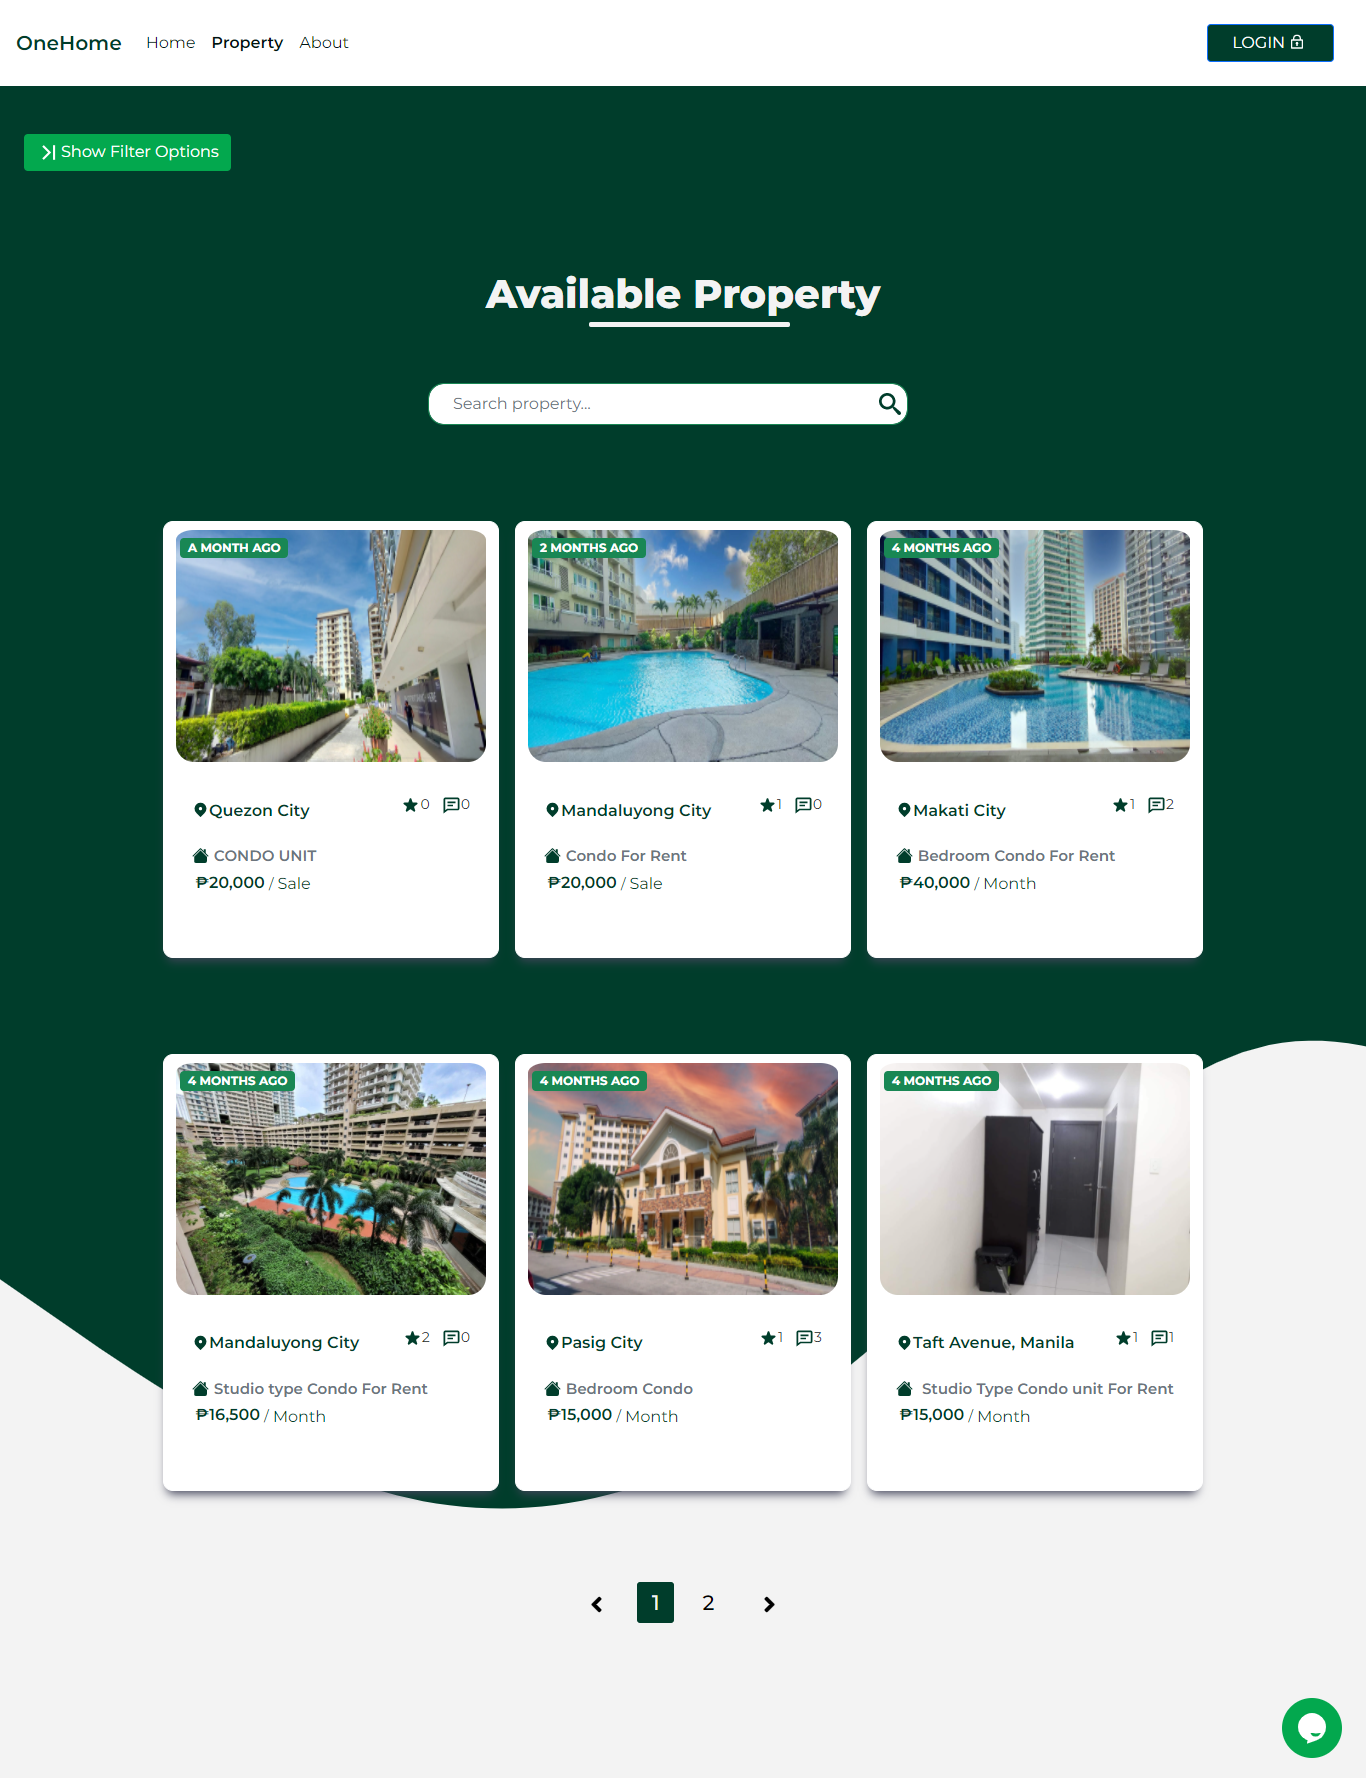 OneHome Home Property About LOGIN
Show Filter Options
Available Property
Search property...
A MONTH AGO
2 MONTHS AGO
4 MONTHS AGO
Quezon City 0 0
CONDO UNIT
₱20,000 / Sale
Mandaluyong City 1 0
Condo For Rent
₱20,000 / Sale
Makati City 1 2
Bedroom Condo For Rent
₱40,000 / Month
4 MONTHS AGO
4 MONTHS AGO
4 MONTHS AGO
Mandaluyong City 2 0
Studio type Condo For Rent
₱16,500 / Month
Pasig City 1 3
Bedroom Condo
₱15,000 / Month
Taft Avenue, Manila 1 1
Studio Type Condo unit For Rent
₱15,000 / Month
1 2